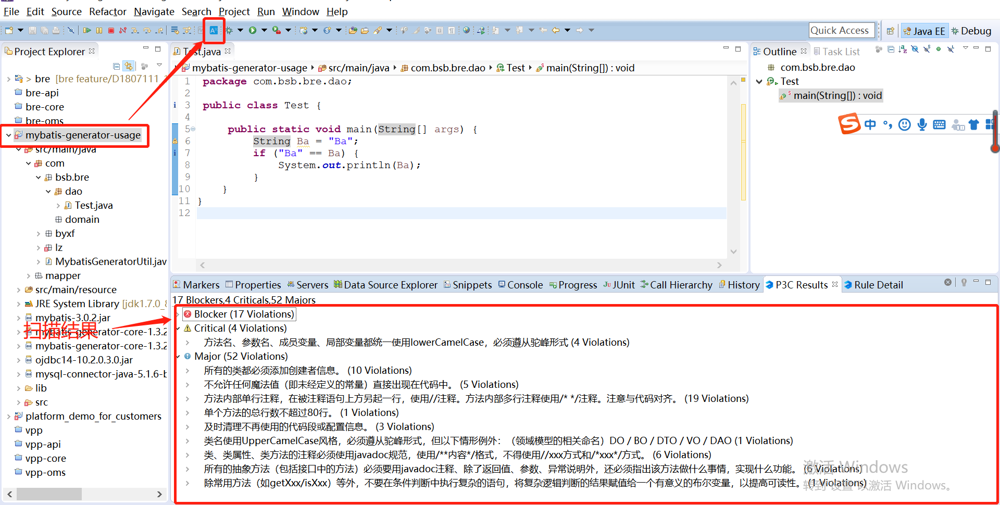 File Edit Source Refactor Navigate Search Project Run Window Help
Quick Access
Java EE
Debug
Project Explorer
> bre [bre feature/D1807111_1
bre-api
bre-core
bre-oms
mybatis-generator-usage
src/main/java
com
bsb.bre
dao
Test.java
domain
byxf
lz
MybatisGeneratorUtil.jav
mapper
src/main/resource
JRE System Library [jdk1.7.0_8
mybatis-3.0.2.jar
mybatis-generator-core-1.3.2
mybatis-generator-core-1.3.2
ojdbc14-10.2.0.3.0.jar
mysql-connector-java-5.1.6-b
lib
src
platform_demo_for_customers
vpp
vpp-api
vpp-core
vpp-oms
扫描结果
Test.java
mybatis-generator-usage src/main/java com.bsb.bre.dao Test main(String[]) : void
1 package com.bsb.bre.dao;
2
3 public class Test {
4
5 public static void main(String[] args) {
6 String Ba = "Ba";
7 if ("Ba" == Ba) {
8 System.out.println(Ba);
9 }
10 }
11 }
12
Outline Task List
com.bsb.bre.dao
Test
main(String[]) : void
中
Markers Properties Servers Data Source Explorer Snippets Console Progress JUnit Call Hierarchy History P3C Results Rule Detail
17 Blockers,4 Criticals,52 Majors
Blocker (17 Violations)
Critical (4 Violations)
方法名、参数名、成员变量、局部变量都统一使用lowerCamelCase，必须遵从驼峰形式 (4 Violations)
Major (52 Violations)
所有的类都必须添加创建者信息。 (10 Violations)
不允许任何魔法值（即未经定义的常量）直接出现在代码中。 (5 Violations)
方法内部单行注释，在被注释语句上方另起一行，使用//注释。方法内部多行注释使用/* */注释。注意与代码对齐。 (19 Violations)
单个方法的总行数不超过80行。 (1 Violations)
及时清理不再使用的代码段或配置信息。 (3 Violations)
类名使用UpperCamelCase风格，必须遵从驼峰形式，但以下情形例外：（领域模型的相关命名）DO / BO / DTO / VO / DAO (1 Violations)
类、类属性、类方法的注释必须使用javadoc规范，使用/**内容*/格式，不得使用//xxx方式和/*xxx*/方式。 (6 Violations)
所有的抽象方法（包括接口中的方法）必须要用javadoc注释、除了返回值、参数、异常说明外，还必须指出该方法做什么事情，实现什么功能。 (6 Violations)
除常用方法（如getXxx/isXxx）等外，不要在条件判断中执行复杂的语句，将复杂逻辑判断的结果赋值给一个有意义的布尔变量，以提高可读性。 (1 Violations)
激活 Windows
转到"设置"以激活 Windows。